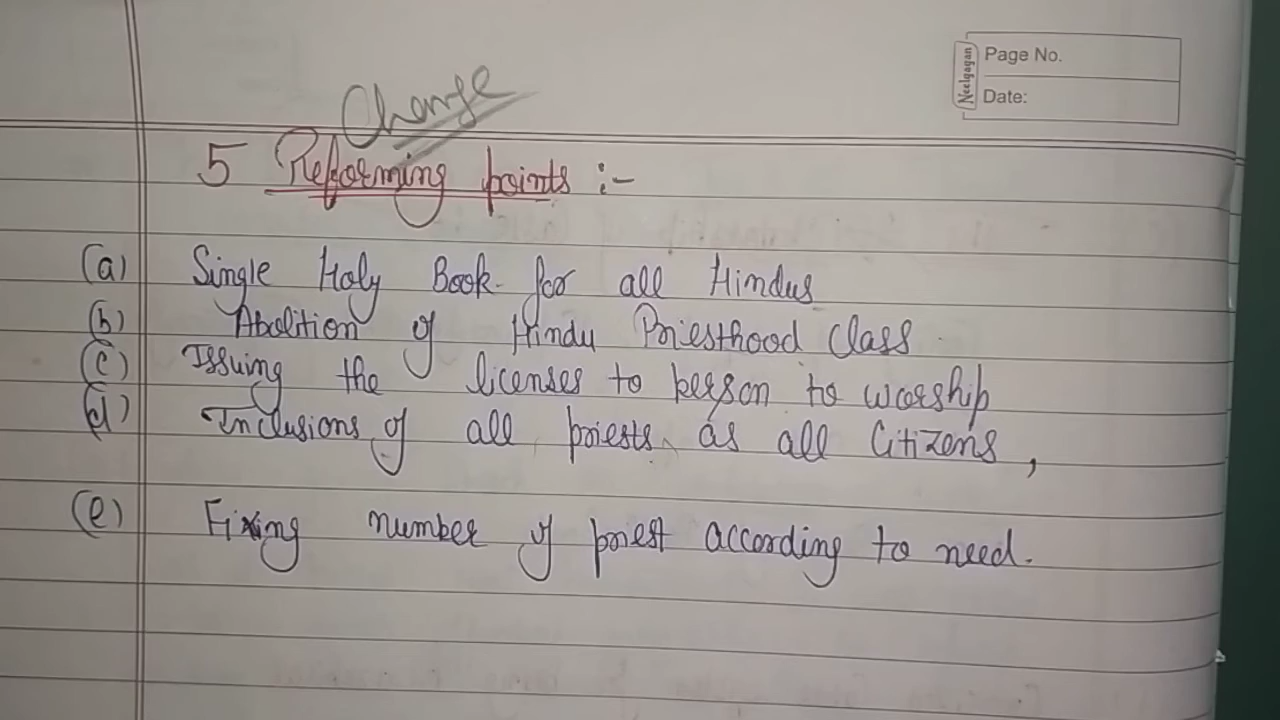 Neelgagan
Page No.
Date:
Change
5 Reforming points :-
(a) Single Holy Book for all Hindus
(b) Abolition of Hindu Priesthood Class
(c) Issuing the licenses to person to worship
(d) Inclusions of all priests as all Citizens,
(e) Fixing number of priest according to need.